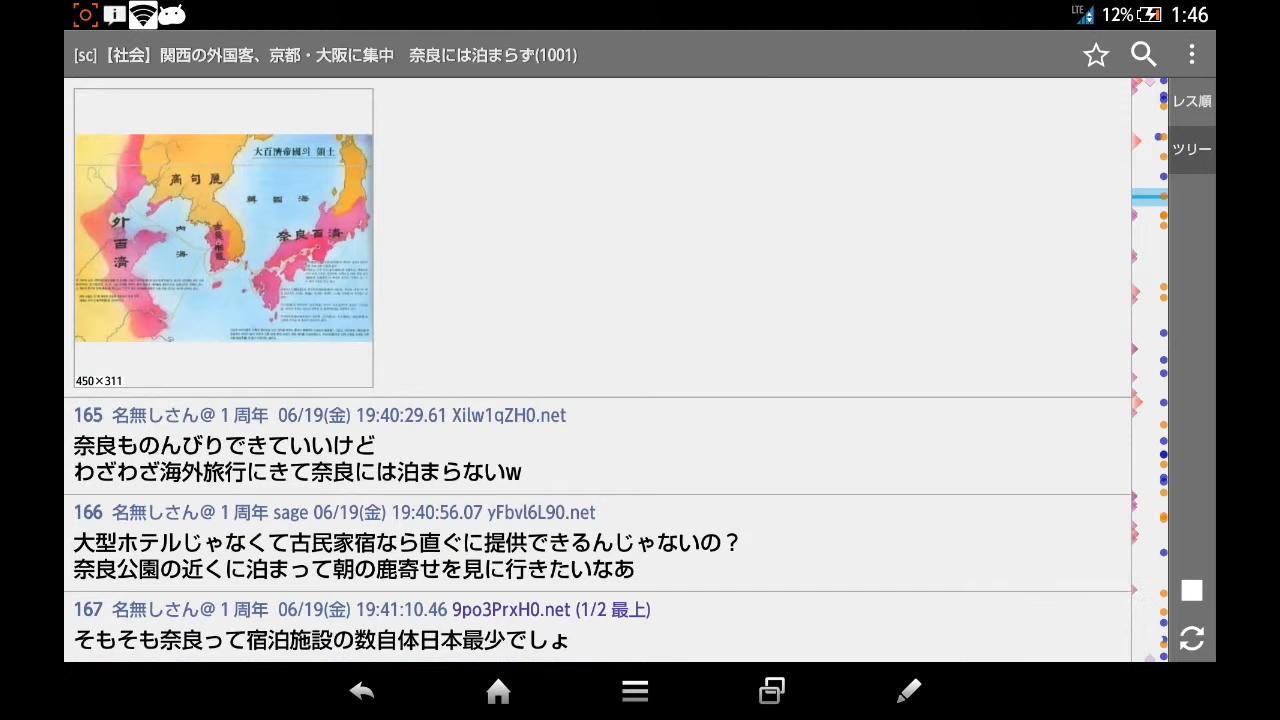 LTE 12% 1:46
[sc]【社会】関西の外国客、京都・大阪に集中　奈良には泊まらず(1001)
レス順
ツリー
大百済帝國의 領土
高句麗
韓国海
外百済
内海
奈良百済
450×311
165 名無しさん@１周年 06/19(金) 19:40:29.61 Xilw1qZH0.net
奈良ものんびりできていいけど
わざわざ海外旅行にきて奈良には泊まらないw
166 名無しさん@１周年 sage 06/19(金) 19:40:56.07 yFbvl6L90.net
大型ホテルじゃなくて古民家宿なら直ぐに提供できるんじゃないの？
奈良公園の近くに泊まって朝の鹿寄せを見に行きたいなあ
167 名無しさん@１周年 06/19(金) 19:41:10.46 9po3PrxH0.net (1/2 最上)
そもそも奈良って宿泊施設の数自体日本最少でしょ